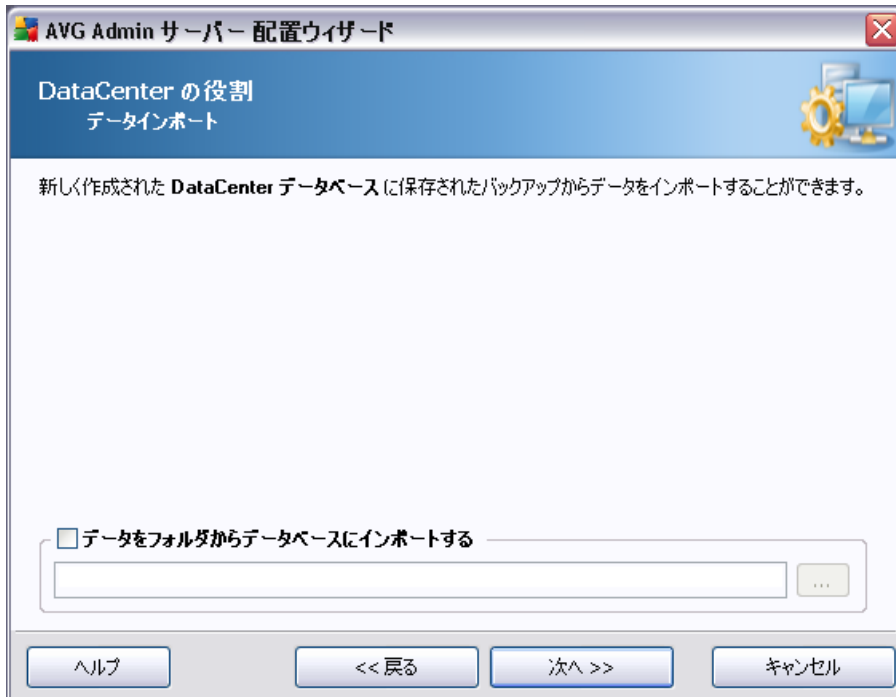 AVG Admin サーバー 配置ウィザード
DataCenter の役割
データインポート
新しく作成された DataCenter データベース に保存されたバックアップからデータをインポートすることができます。
データをフォルダからデータベースにインポートする
...
ヘルプ
<< 戻る
次へ >>
キャンセル